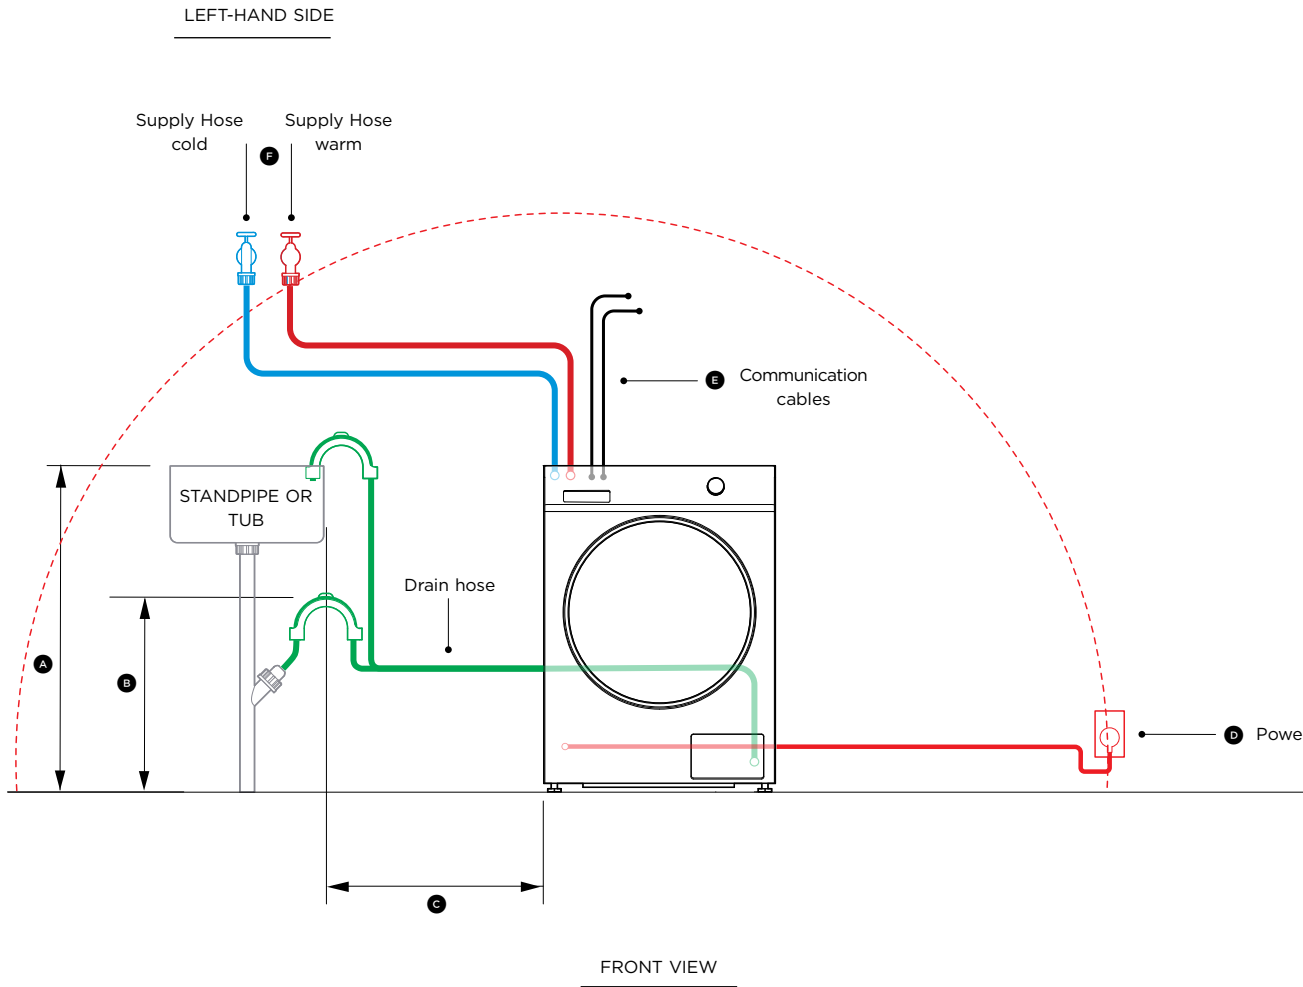 LEFT-HAND SIDE
Supply Hose
cold
F
Supply Hose
warm
E
Communication
cables
STANDPIPE OR
TUB
Drain hose
A
B
D
Powe
C
FRONT VIEW